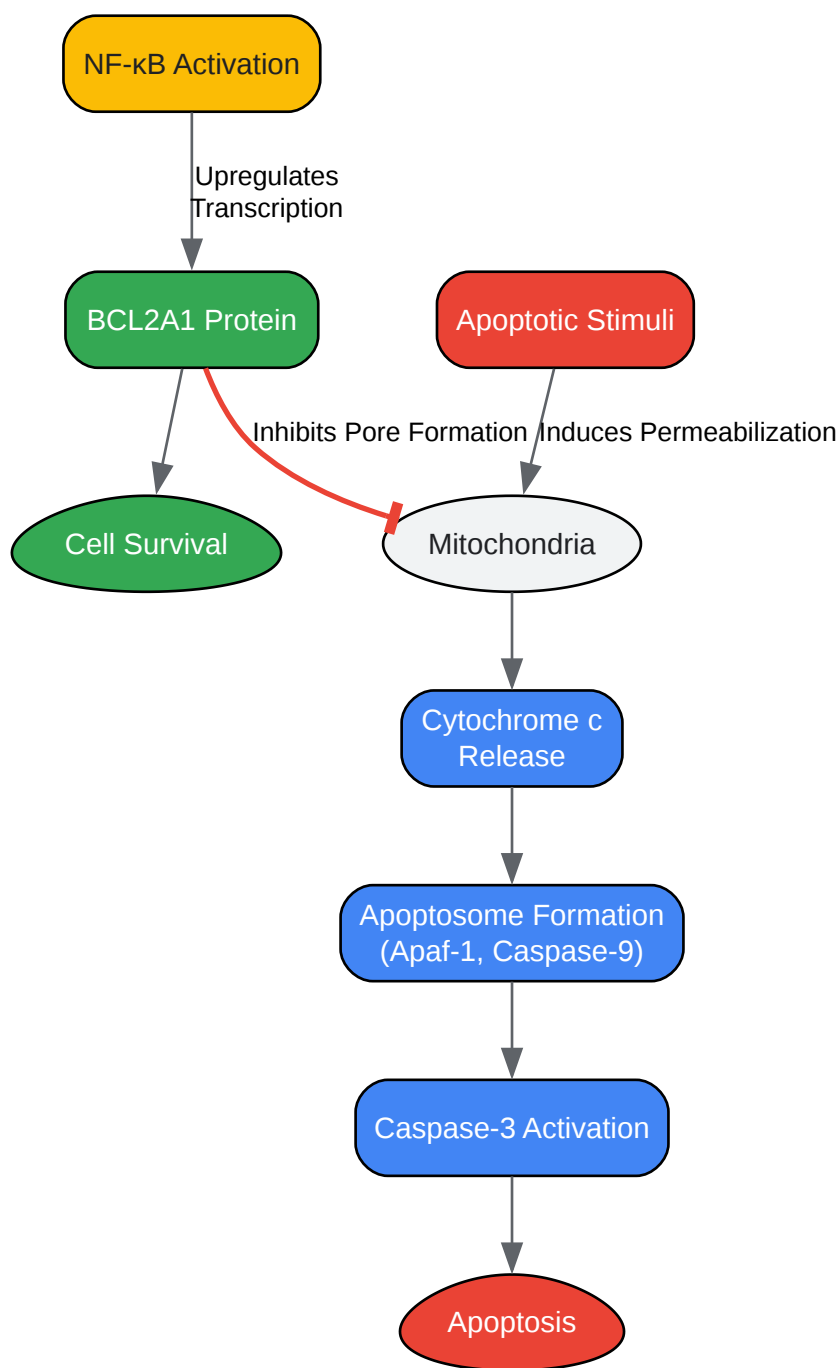 NF-κB Activation
Upregulates
Transcription
BCL2A1 Protein
Apoptotic Stimuli
Inhibits Pore Formation
Induces Permeabilization
Cell Survival
Mitochondria
Cytochrome c
Release
Apoptosome Formation
(Apaf-1, Caspase-9)
Caspase-3 Activation
Apoptosis